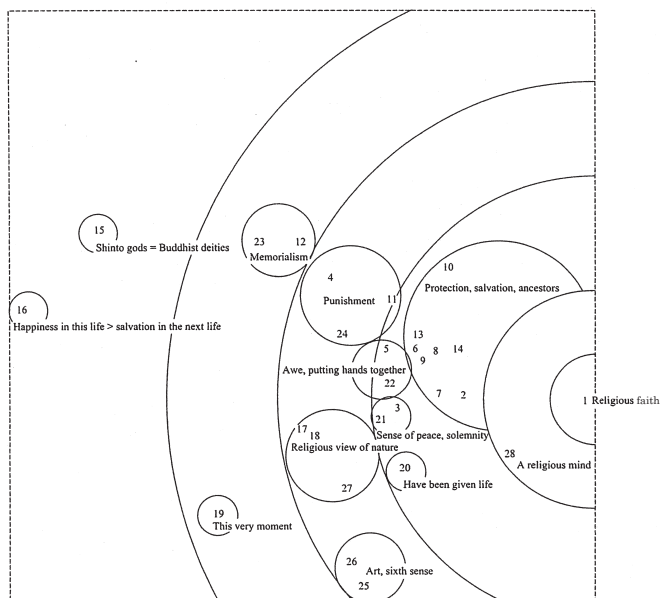 15
Shinto gods = Buddhist deities
23 12
Memorialism
10
Protection, salvation, ancestors
4
Punishment 11
16
Happiness in this life > salvation in the next life
24
13
5 6 8 14
9
Awe, putting hands together
22
7 2
1 Religious faith
3
21
Sense of peace, solemnity
17
18
Religious view of nature
28
A religious mind
20
Have been given life
27
19
This very moment
26
Art, sixth sense
25